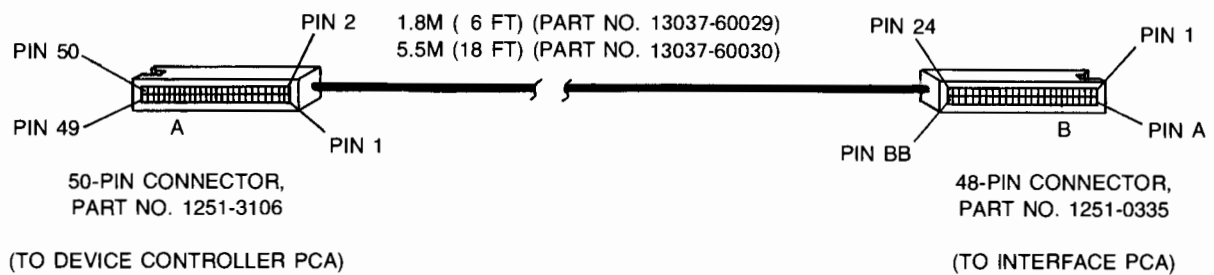 PIN 2
1.8M ( 6 FT) (PART NO. 13037-60029)
5.5M (18 FT) (PART NO. 13037-60030)
PIN 24
PIN 1
PIN 50
PIN 49
A
PIN 1
PIN BB
B
PIN A
50-PIN CONNECTOR,
PART NO. 1251-3106
(TO DEVICE CONTROLLER PCA)
48-PIN CONNECTOR,
PART NO. 1251-0335
(TO INTERFACE PCA)